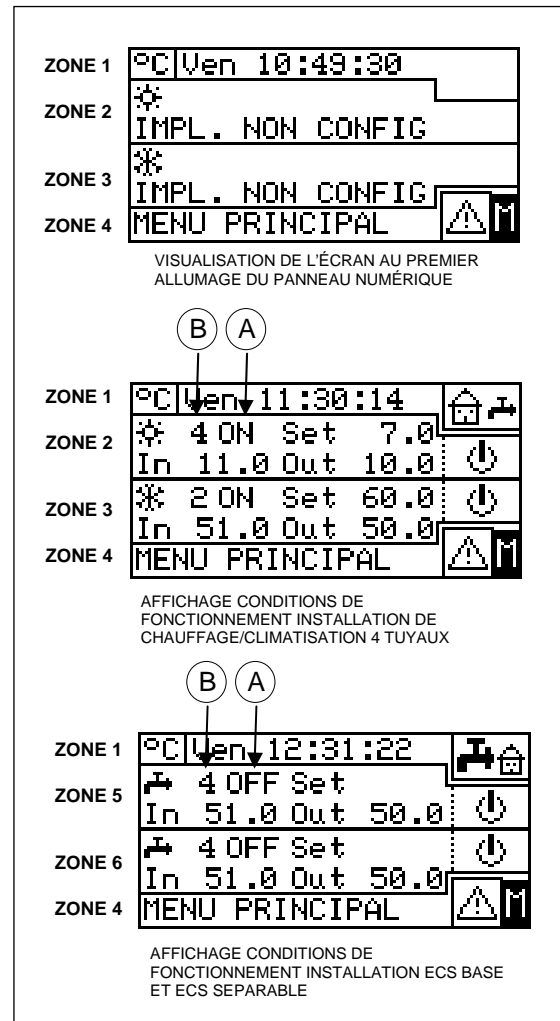 ZONE 1
°C Ven 10:49:30
ZONE 2
IMPL. NON CONFIG
ZONE 3
IMPL. NON CONFIG
ZONE 4
MENU PRINCIPAL M
VISUALISATION DE L'ÉCRAN AU PREMIER
ALLUMAGE DU PANNEAU NUMÉRIQUE
B A
ZONE 1
°C Ven 11:30:14
ZONE 2
4 ON Set 7.0
In 11.0 Out 10.0
ZONE 3
2 ON Set 60.0
In 51.0 Out 50.0
ZONE 4
MENU PRINCIPAL M
AFFICHAGE CONDITIONS DE
FONCTIONNEMENT INSTALLATION DE
CHAUFFAGE/CLIMATISATION 4 TUYAUX
B A
ZONE 1
°C Ven 12:31:22
ZONE 5
4 OFF Set
In 51.0 Out 50.0
ZONE 6
4 OFF Set
In 51.0 Out 50.0
ZONE 4
MENU PRINCIPAL M
AFFICHAGE CONDITIONS DE
FONCTIONNEMENT INSTALLATION ECS BASE
ET ECS SEPARABLE